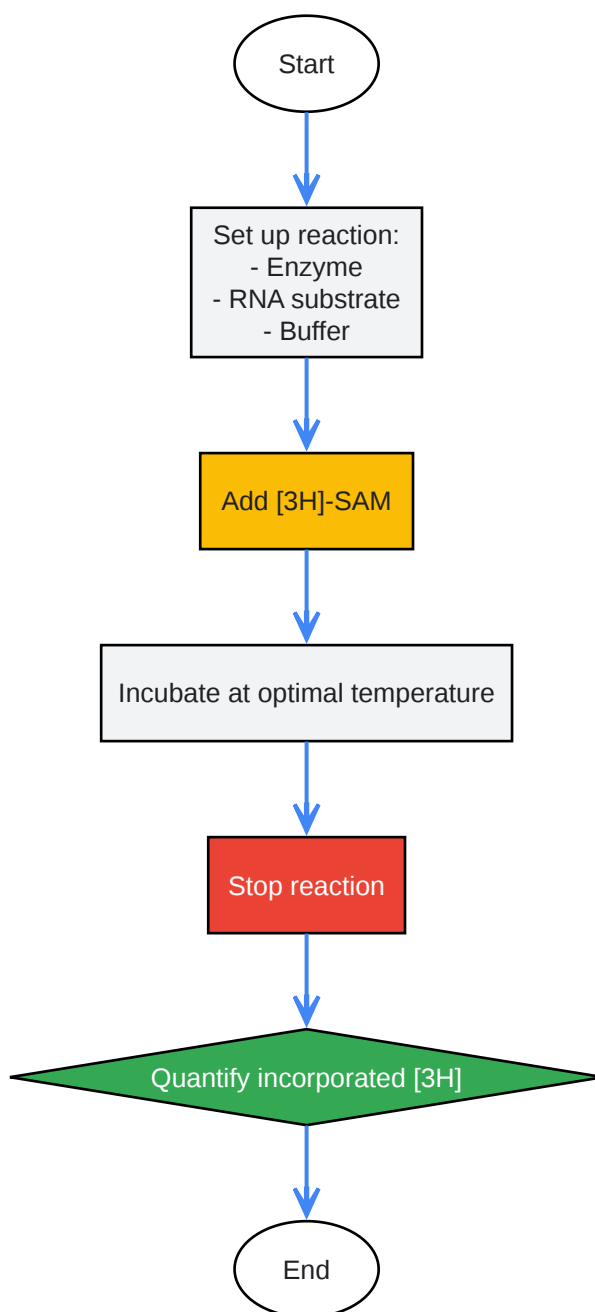 Start
Set up reaction:
- Enzyme
- RNA substrate
- Buffer
Add [3H]-SAM
Incubate at optimal temperature
Stop reaction
Quantify incorporated [3H]
End